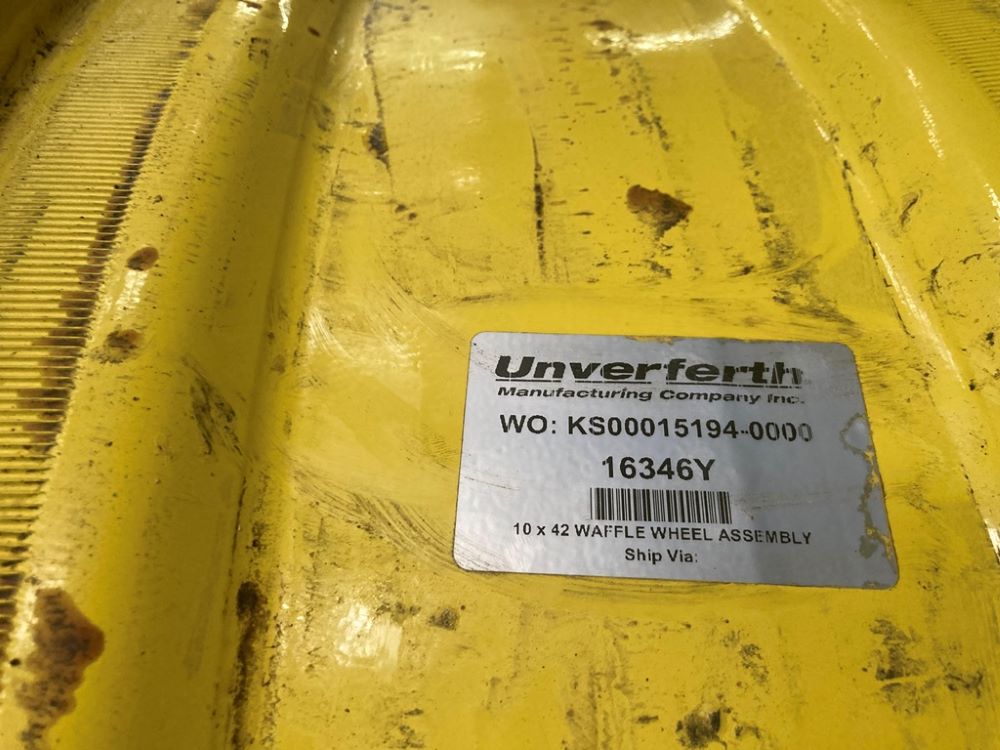 Unverferth
Manufacturing Company Inc.
WO: KS00015194-0000
16346Y
10 x 42 WAFFLE WHEEL ASSEMBLY
Ship Via: